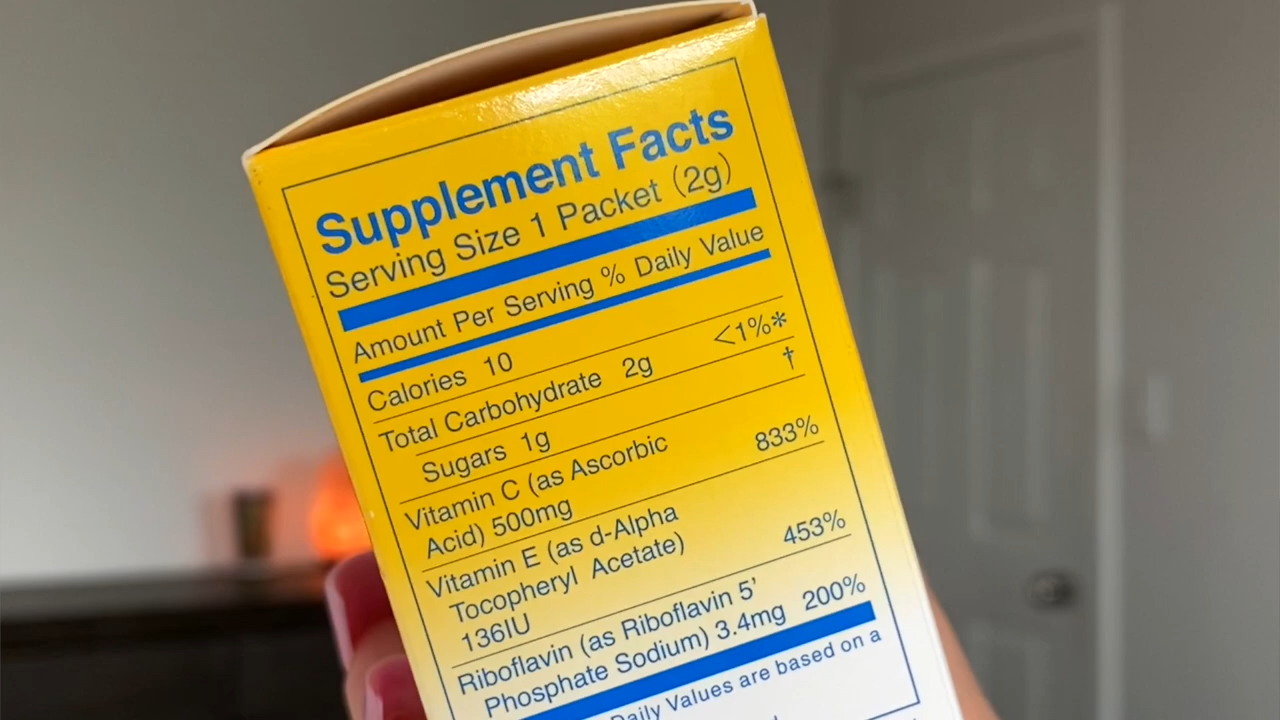 Supplement Facts
Serving Size 1 Packet (2g)
Amount Per Serving % Daily Value
Calories 10
Total Carbohydrate 2g <1%*
Sugars 1g †
Vitamin C (as Ascorbic
Acid) 500mg 833%
Vitamin E (as d-Alpha
Tocopheryl Acetate)
136IU 453%
Riboflavin (as Riboflavin 5’
Phosphate Sodium) 3.4mg 200%
Daily Values are based on a